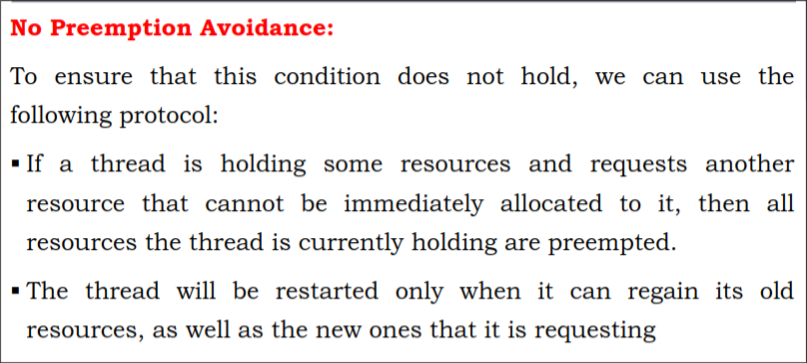 No Preemption Avoidance:
To ensure that this condition does not hold, we can use the
following protocol:
▪ If a thread is holding some resources and requests another
resource that cannot be immediately allocated to it, then all
resources the thread is currently holding are preempted.
▪ The thread will be restarted only when it can regain its old
resources, as well as the new ones that it is requesting